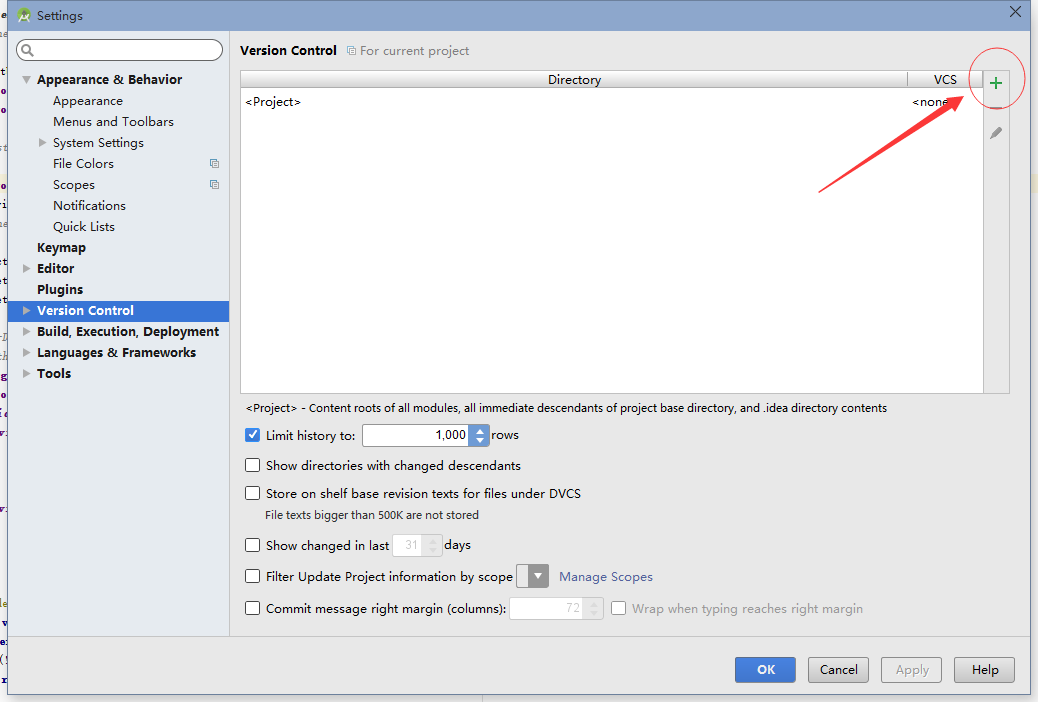 Settings
Version Control For current project
Appearance & Behavior
Appearance
Menus and Toolbars
System Settings
File Colors
Scopes
Notifications
Quick Lists
Keymap
Editor
Plugins
Version Control
Build, Execution, Deployment
Languages & Frameworks
Tools
Directory VCS
<Project> <none
<Project> - Content roots of all modules, all immediate descendants of project base directory, and .idea directory contents
Limit history to: 1,000 rows
Show directories with changed descendants
Store on shelf base revision texts for files under DVCS
File texts bigger than 500K are not stored
Show changed in last 31 days
Filter Update Project information by scope Manage Scopes
Commit message right margin (columns): 72 Wrap when typing reaches right margin
OK Cancel Apply Help